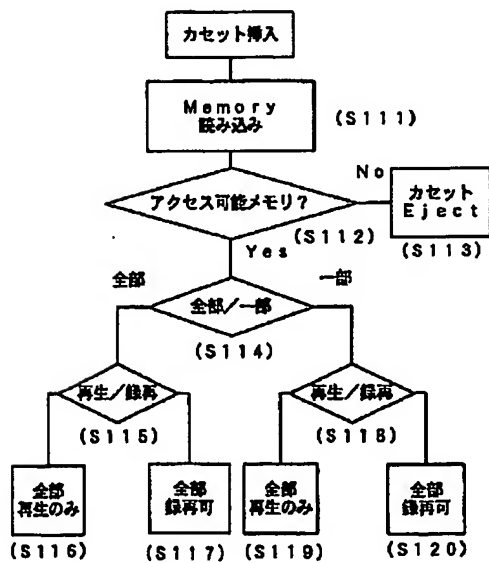 カセット挿入
Memory
読み込み
(S111)
アクセス可能メモリ?
No
カセット
Eject
(S112)
(S113)
Yes
全部
一部
全部/一部
(S114)
再生/録再
再生/録再
(S115)
(S118)
全部
再生のみ
全部
録再可
全部
再生のみ
全部
録再可
(S116)
(S117)
(S119)
(S120)